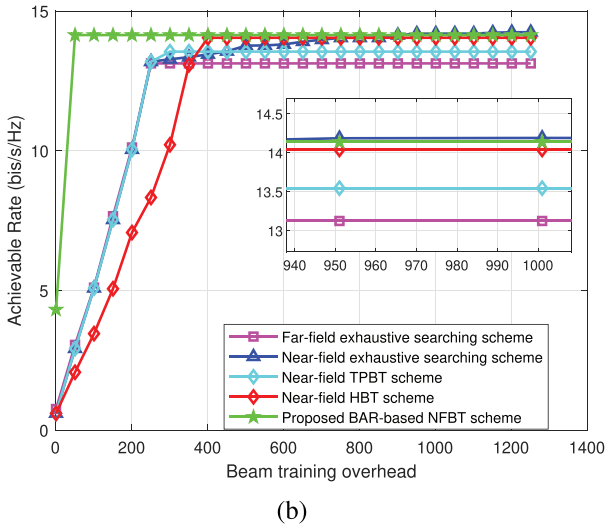 15
10
5
0
Achievable Rate (bis/s/Hz)
14.5
14
13.5
13
940 950 960 970 980 990 1000
Far-field exhaustive searching scheme
Near-field exhaustive searching scheme
Near-field TPBT scheme
Near-field HBT scheme
Proposed BAR-based NFBT scheme
0 200 400 600 800 1000 1200 1400
Beam training overhead
(b)